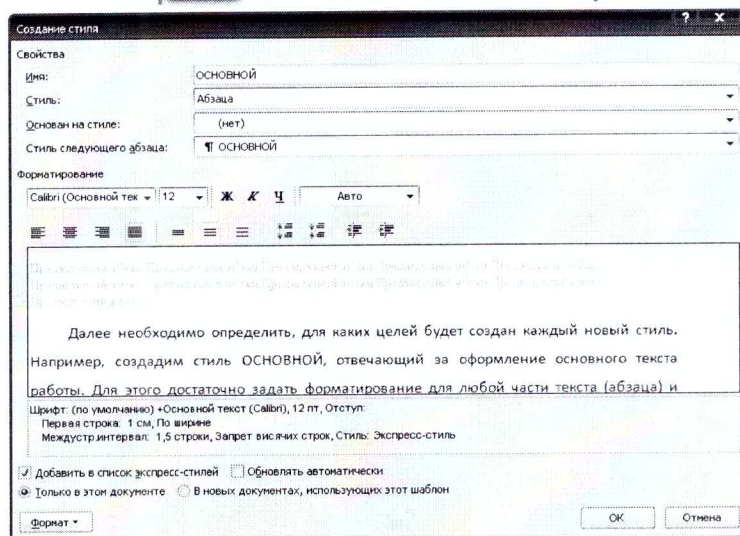 Создание стиля ? X
Свойства
Имя: ОСНОВНОЙ
Стиль: Абзаца
Основан на стиле: (нет)
Стиль следующего абзаца: ¶ ОСНОВНОЙ
Форматирование
Calibri (Основной тек 12 Ж К Ч Авто
Далее необходимо определить, для каких целей будет создан каждый новый стиль.
Например, создадим стиль ОСНОВНОЙ, отвечающий за оформление основного текста
работы. Для этого достаточно задать форматирование для любой части текста (абзаца) и
Шрифт: (по умолчанию) +Основной текст (Calibri), 12 пт, Отступ:
Первая строка: 1 см, По ширине
Междустр.интервал: 1,5 строки, Запрет висячих строк, Стиль: Экспресс-стиль
Добавить в список экспресс-стилей Обновлять автоматически
Только в этом документе В новых документах, использующих этот шаблон
Формат ОК Отмена